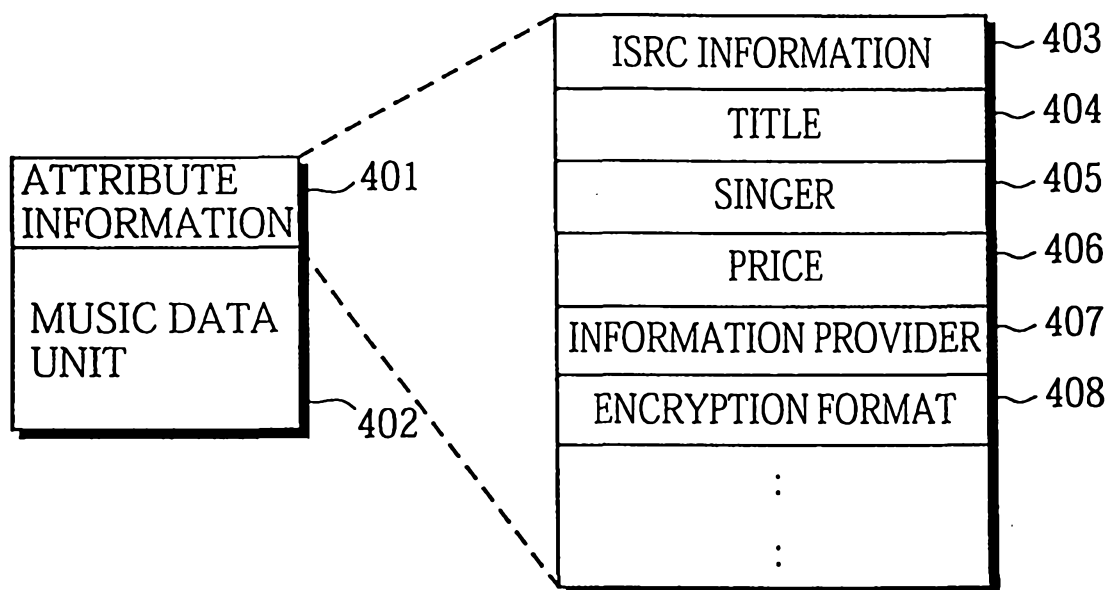 ATTRIBUTE
INFORMATION
401
MUSIC DATA
UNIT
402
ISRC INFORMATION
403
TITLE
404
SINGER
405
PRICE
406
INFORMATION PROVIDER
407
ENCRYPTION FORMAT
408
:
: